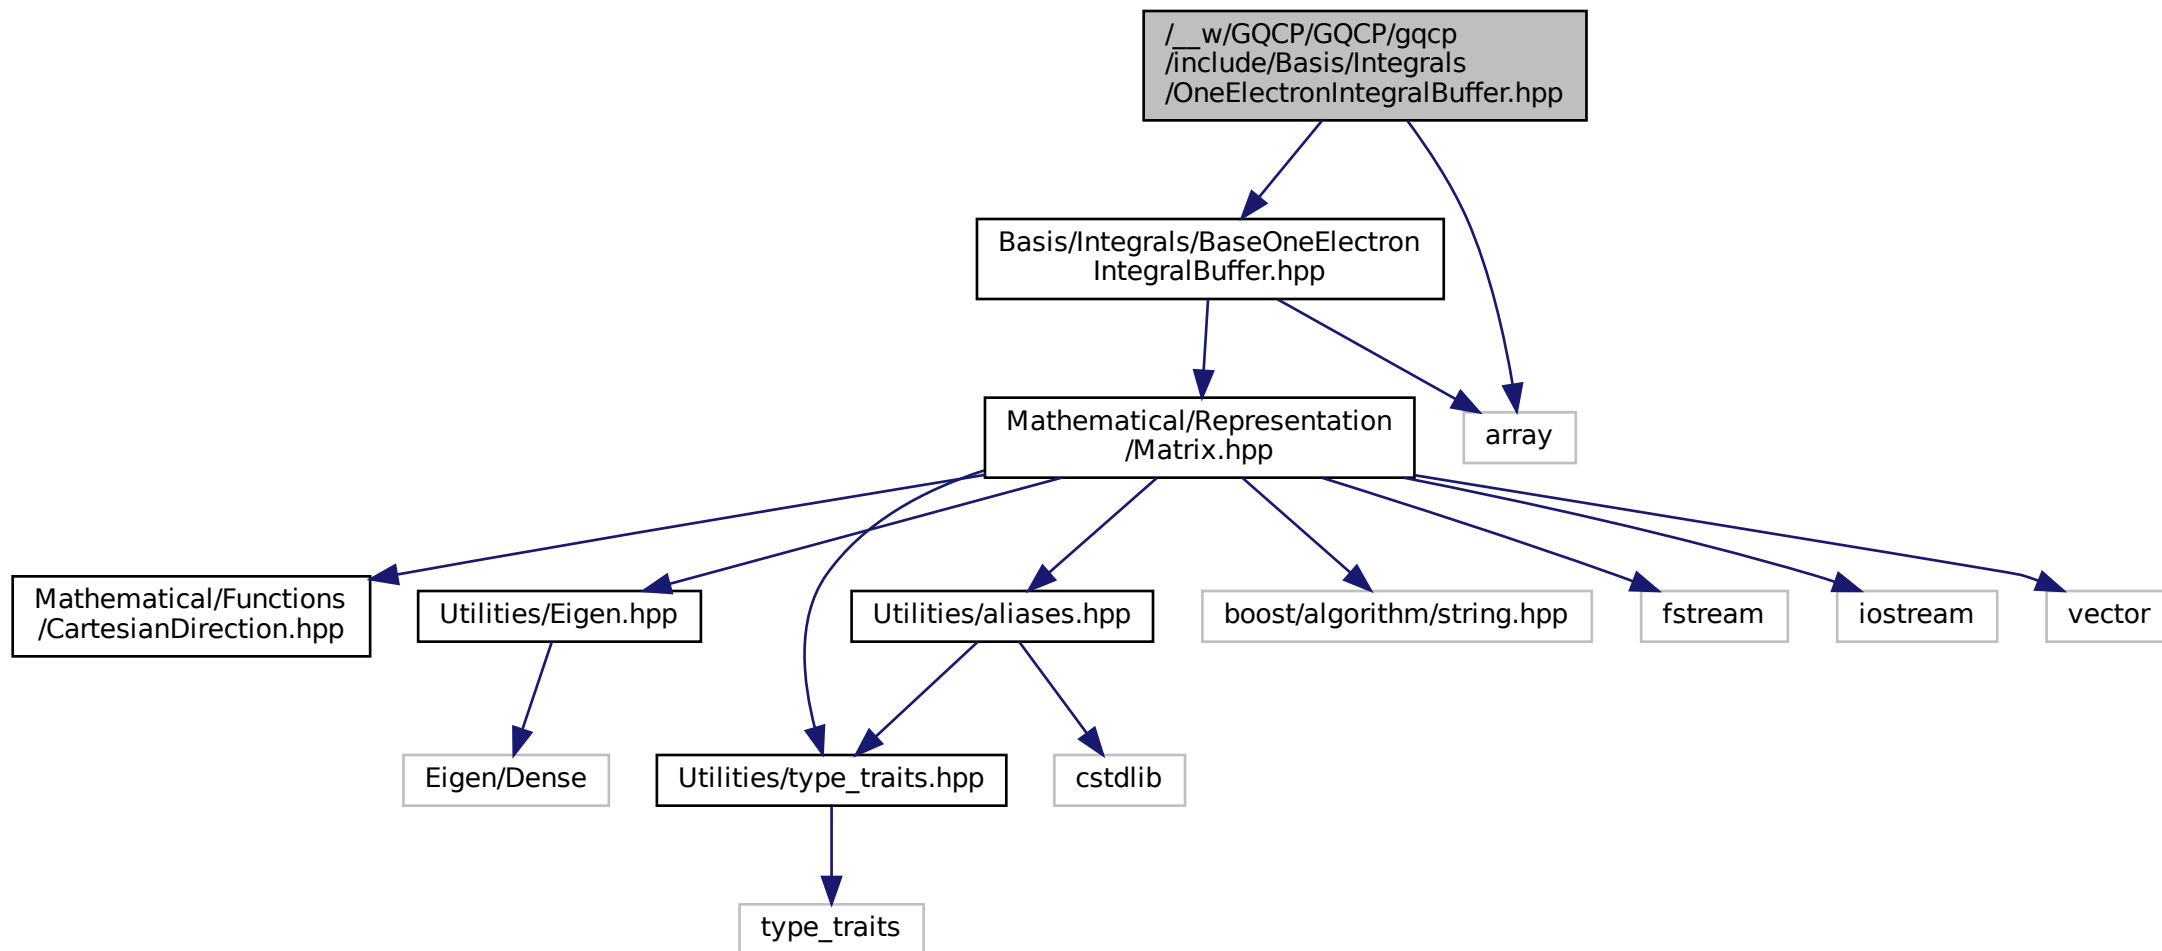 /__w/GQCP/GQCP/gqcp
/include/Basis/Integrals
/OneElectronIntegralBuffer.hpp
Basis/Integrals/BaseOneElectron
IntegralBuffer.hpp
Mathematical/Representation
/Matrix.hpp
array
Mathematical/Functions
/CartesianDirection.hpp
Utilities/Eigen.hpp
Utilities/aliases.hpp
boost/algorithm/string.hpp
fstream
iostream
vector
Eigen/Dense
Utilities/type_traits.hpp
cstdlib
type_traits